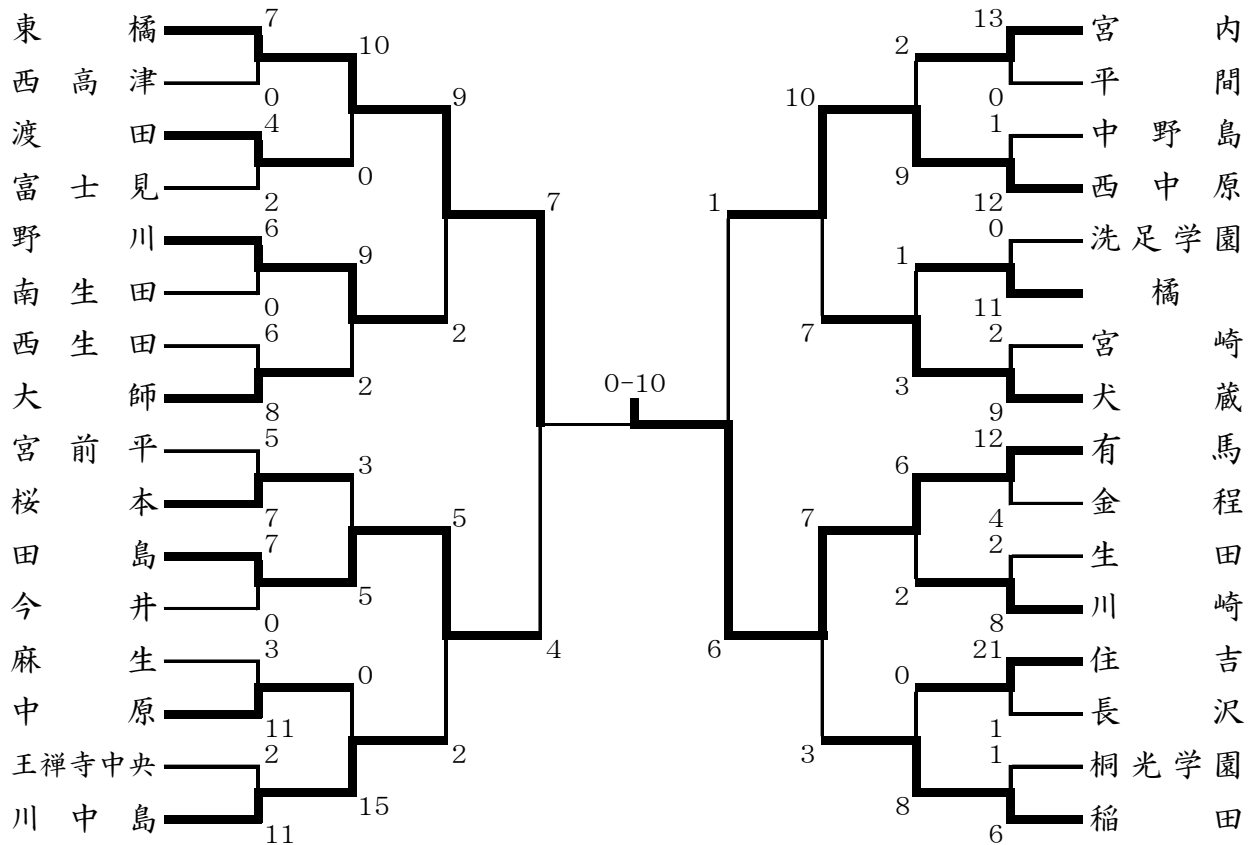 東橘 7 13 宮内
10 2
西高津 0 9 10 0 平間
渡田 4 1 中野島
0 9
富士見 2 7 1 12 西中原
野川 6 0 洗足学園
9 1
南生田 0 11 橘
2 7
西生田 6 2 宮崎
2 3
大師 8 0-10 9 犬蔵
宮前平 5 12 有馬
3 6
桜本 7 5 7 4 金程
田島 7 2 生田
5 2
今井 0 8 川崎
4 6
麻生 3 21 住吉
0 0
中原 11 1 長沢
2 3
王禅寺中央 2 1 桐光学園
15 8
川中島 11 6 稲田